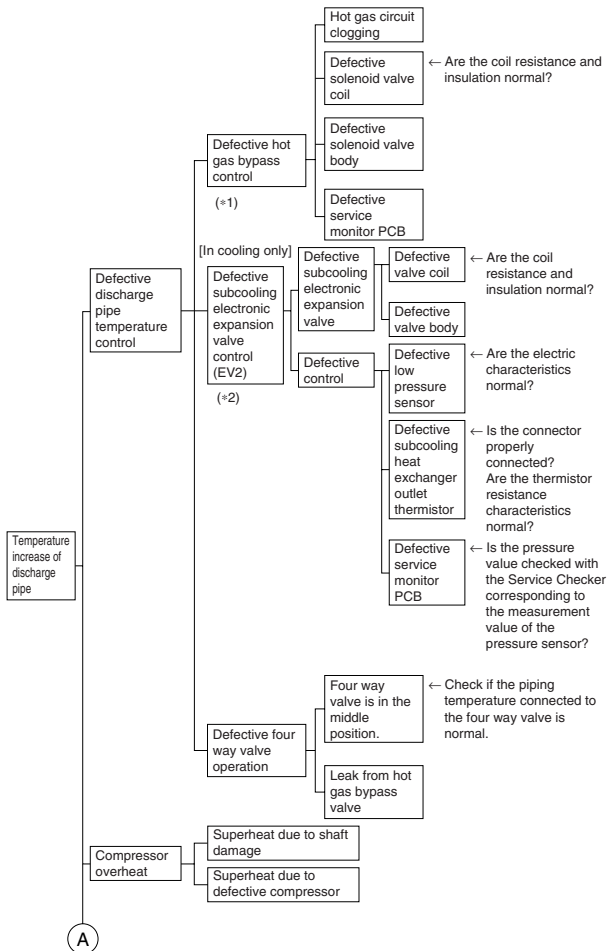 Hot gas circuit
clogging
Defective
solenoid valve
coil
← Are the coil resistance and
insulation normal?
Defective hot
gas bypass
control
(*1)
Defective
solenoid valve
body
Defective
service
monitor PCB
[In cooling only]
Defective
discharge
pipe
temperature
control
Defective
subcooling
electronic
expansion
valve
control
(EV2)
(*2)
Defective
subcooling
electronic
expansion
valve
Defective
valve coil
← Are the coil
resistance and
insulation normal?
Defective
valve body
Defective
control
Defective
low
pressure
sensor
← Are the electric
characteristics
normal?
Defective
subcooling
heat
exchanger
outlet
thermistor
← Is the connector
properly
connected?
Are the thermistor
resistance
characteristics
normal?
Temperature
increase of
discharge
pipe
Defective
service
monitor
PCB
← Is the pressure
value checked with
the Service Checker
corresponding to
the measurement
value of the
pressure sensor?
Defective four
way valve
operation
Four way
valve is in the
middle
position.
← Check if the piping
temperature connected to
the four way valve is
normal.
Leak from hot
gas bypass
valve
Compressor
overheat
Superheat due to shaft
damage
Superheat due to
defective compressor
A